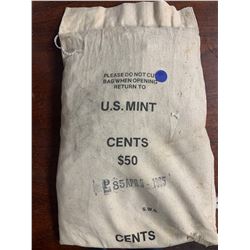 PLEASE DO NOT CUT
BAG WHEN OPENING
RETURN TO
U.S. MINT
CENTS
$50
CENTS